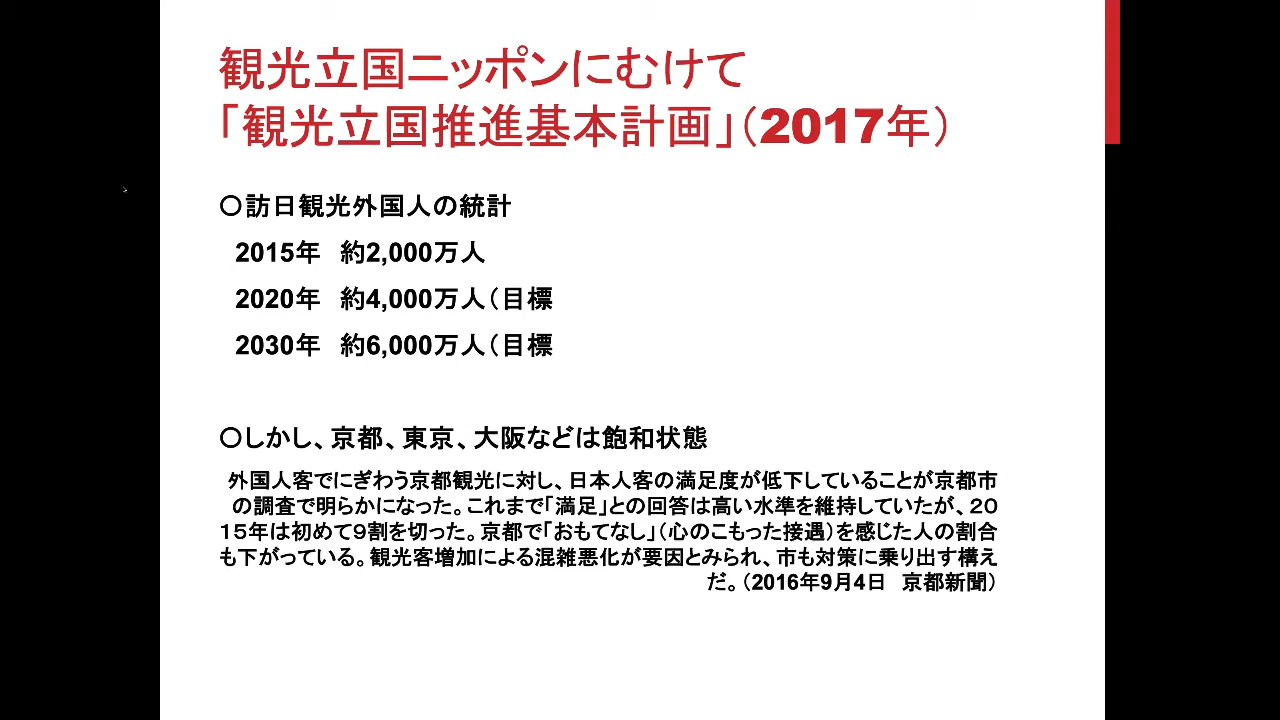 観光立国ニッポンにむけて
「観光立国推進基本計画」（2017年）
〇訪日観光外国人の統計
2015年　約2,000万人
2020年　約4,000万人（目標
2030年　約6,000万人（目標
〇しかし、京都、東京、大阪などは飽和状態
外国人客でにぎわう京都観光に対し、日本人客の満足度が低下していることが京都市
の調査で明らかになった。これまで「満足」との回答は高い水準を維持していたが、２０
１５年は初めて９割を切った。京都で「おもてなし」（心のこもった接遇）を感じた人の割合
も下がっている。観光客増加による混雑悪化が要因とみられ、市も対策に乗り出す構え
だ。（2016年9月4日　京都新聞）